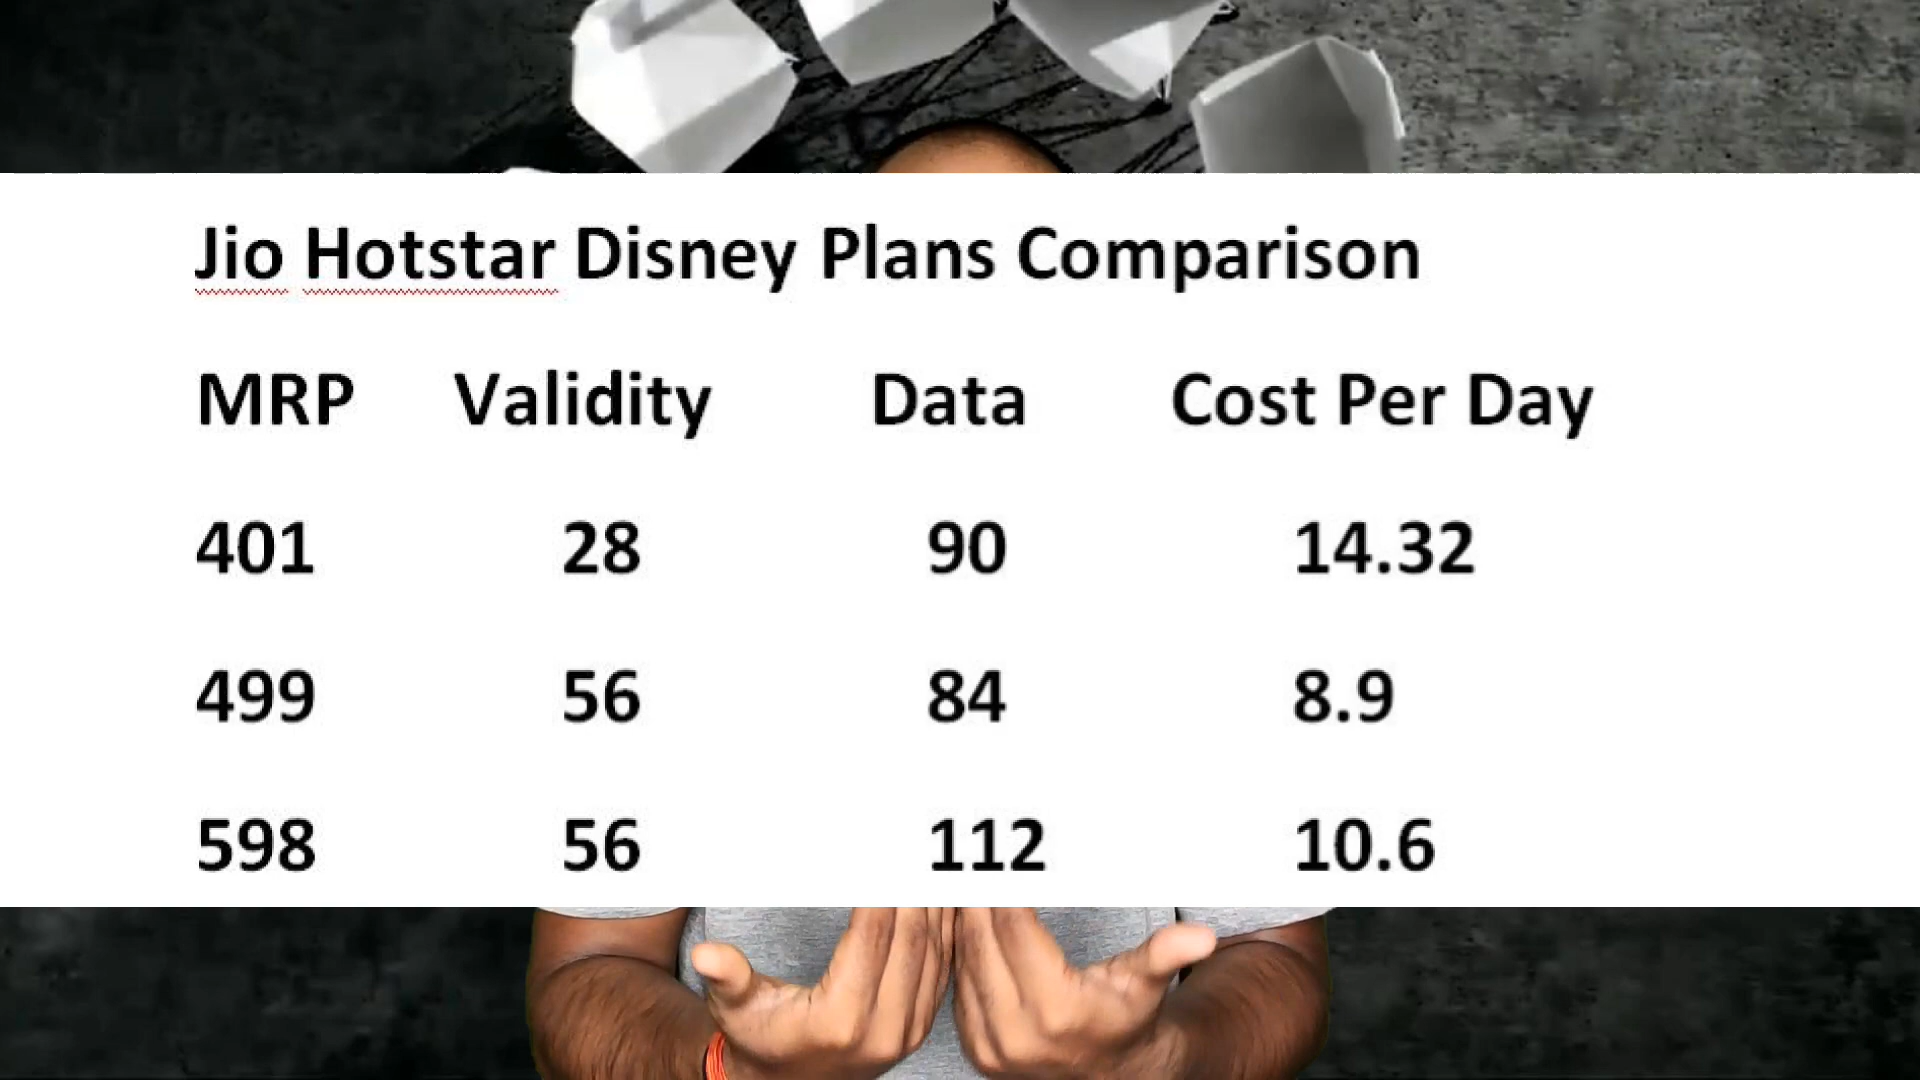 Jio Hotstar Disney Plans Comparison
MRP Validity Data Cost Per Day
401 28 90 14.32
499 56 84 8.9
598 56 112 10.6